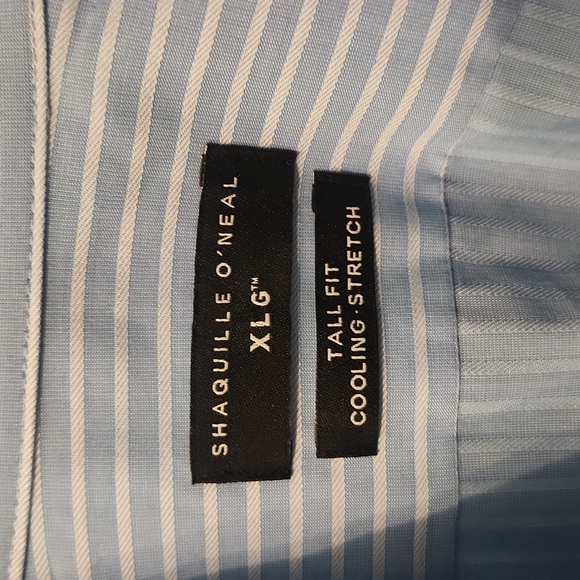 SHAQUILLE O'NEAL
XLG™
TALL FIT
COOLING·STRETCH